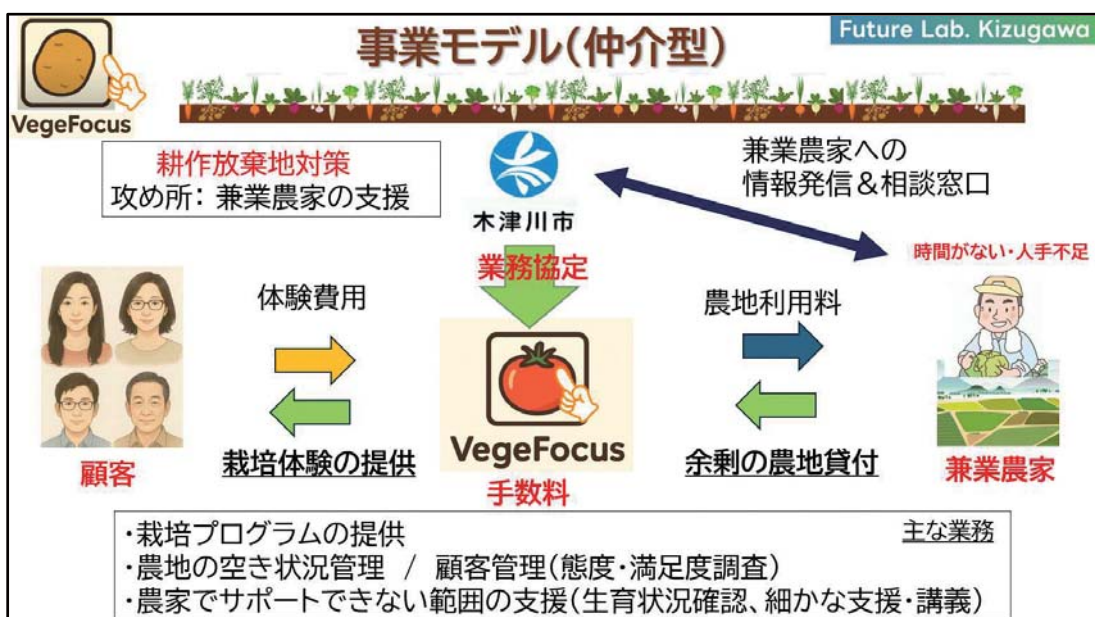 Future Lab. Kizugawa
事業モデル(仲介型)
VegeFocus
耕作放棄地対策
攻め所: 兼業農家の支援
木津川市
兼業農家への
情報発信&相談窓口
業務協定
時間がない・人手不足
体験費用
農地利用料
VegeFocus
顧客
栽培体験の提供
手数料
余剰の農地貸付
兼業農家
主な業務
・栽培プログラムの提供
・農地の空き状況管理 / 顧客管理(態度・満足度調査)
・農家でサポートできない範囲の支援(生育状況確認、細かな支援・講義)